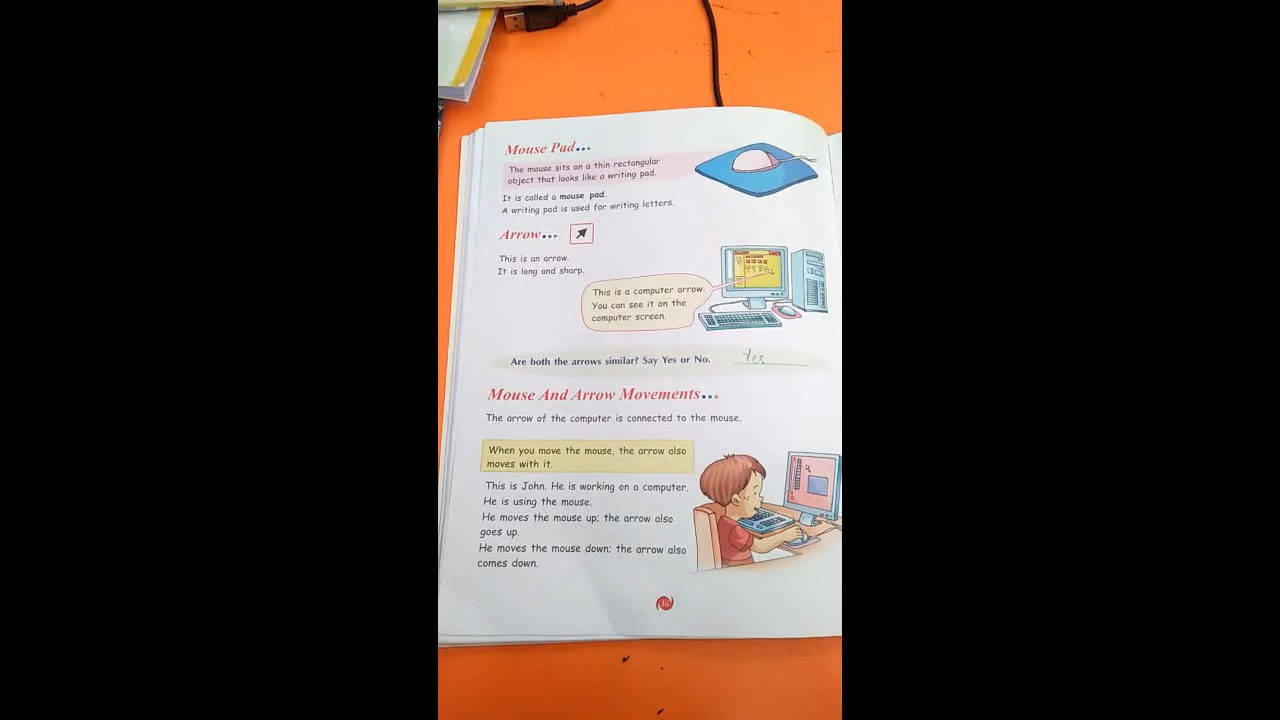 Mouse Pad...
The mouse sits on a thin rectangular
object that looks like a writing pad.
It is called a mouse pad.
A writing pad is used for writing letters.
Arrow...
This is an arrow.
It is long and sharp.
This is a computer arrow.
You can see it on the
computer screen.
Are both the arrows similar? Say Yes or No. Yes
Mouse And Arrow Movements...
The arrow of the computer is connected to the mouse.
When you move the mouse, the arrow also
moves with it.
This is John. He is working on a computer.
He is using the mouse.
He moves the mouse up; the arrow also
goes up.
He moves the mouse down; the arrow also
comes down.
16